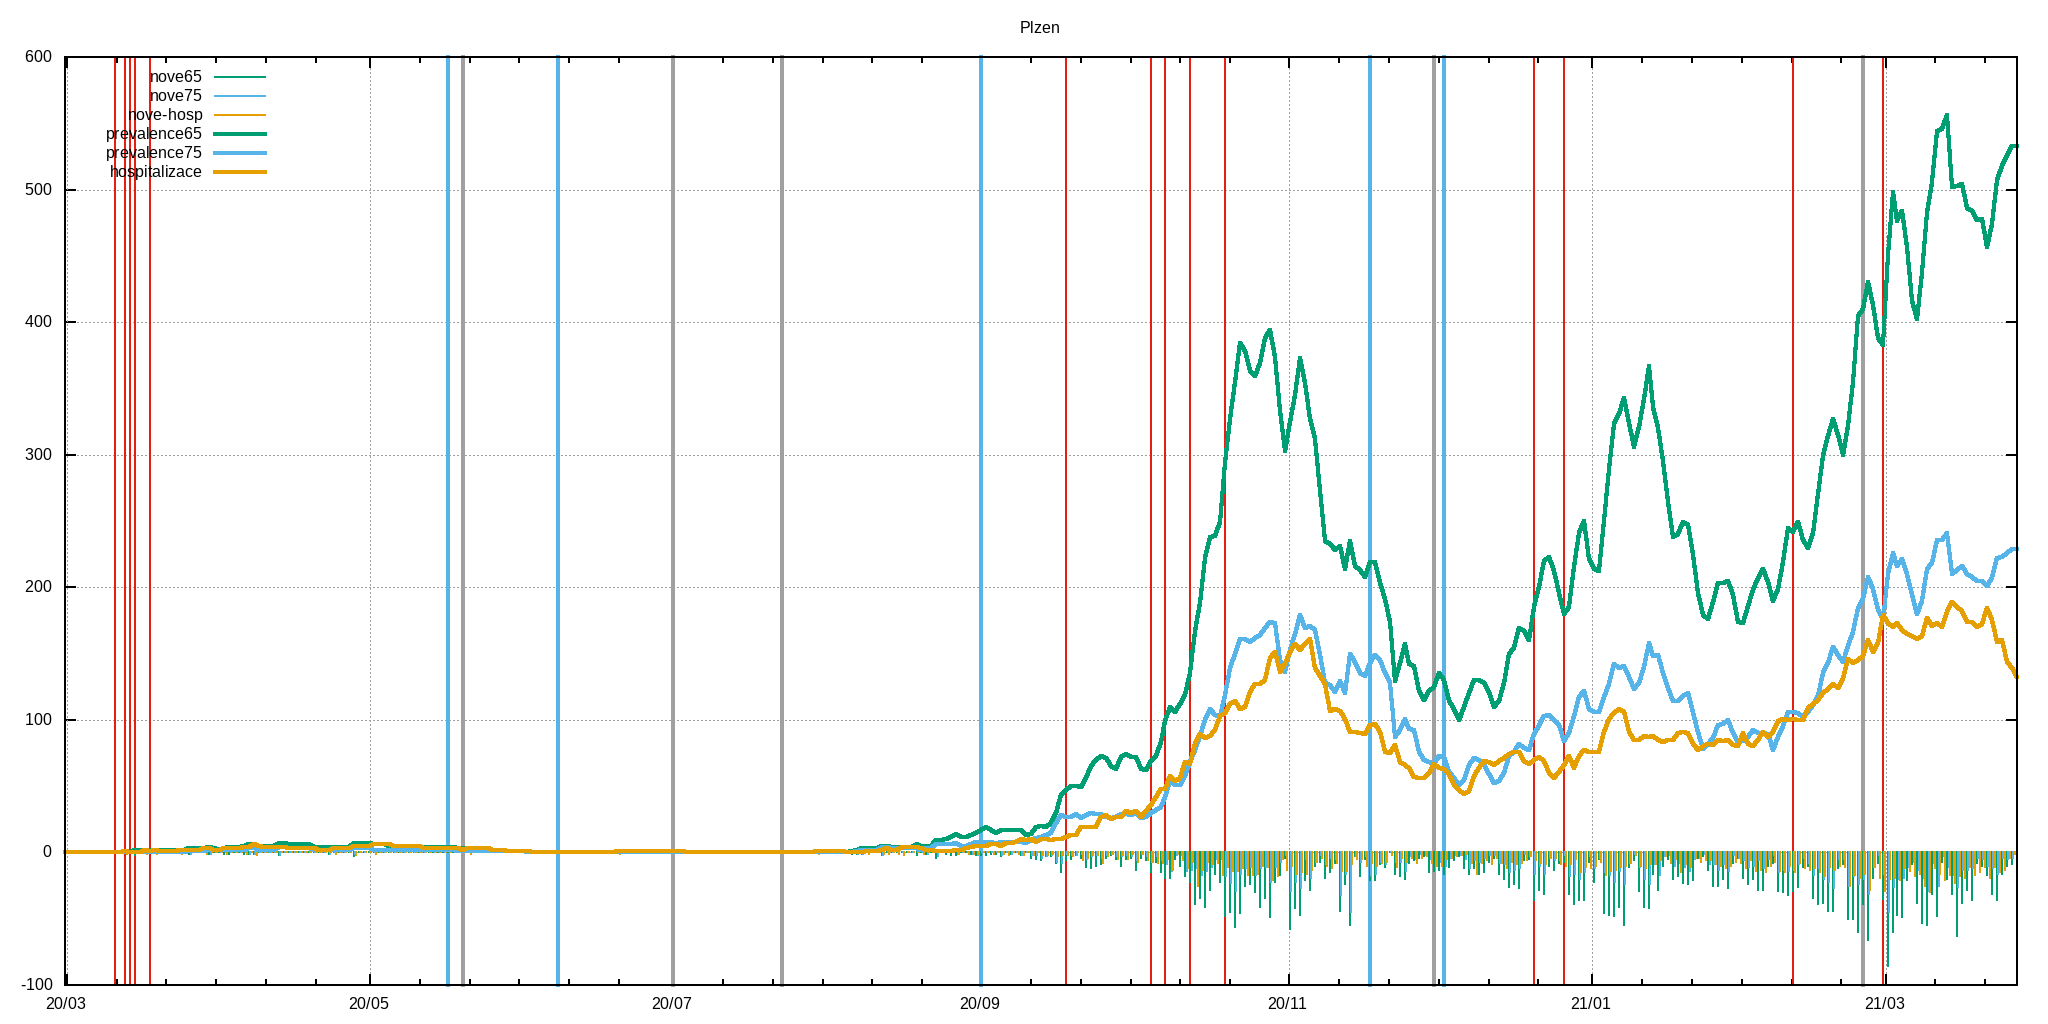 Plzen
600
500
400
300
200
100
0
-100
nove65
nove75
nove-hosp
prevalence65
prevalence75
hospitalizace
20/03 20/05 20/07 20/09 20/11 21/01 21/03